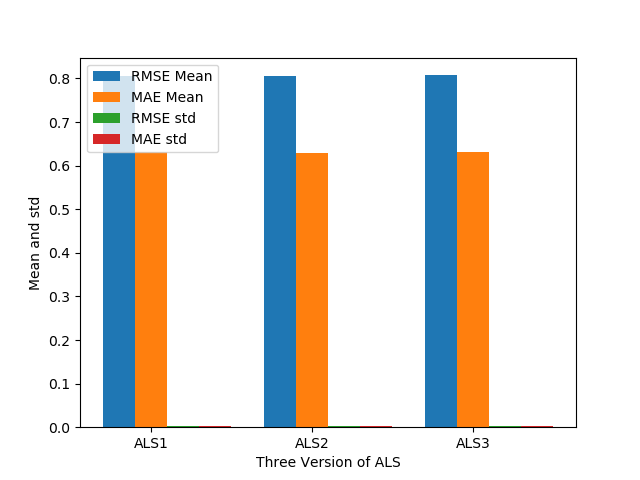 RMSE Mean
MAE Mean
RMSE std
MAE std
0.8
0.7
0.6
0.5
0.4
0.3
0.2
0.1
0.0
Mean and std
ALS1 ALS2 ALS3
Three Version of ALS